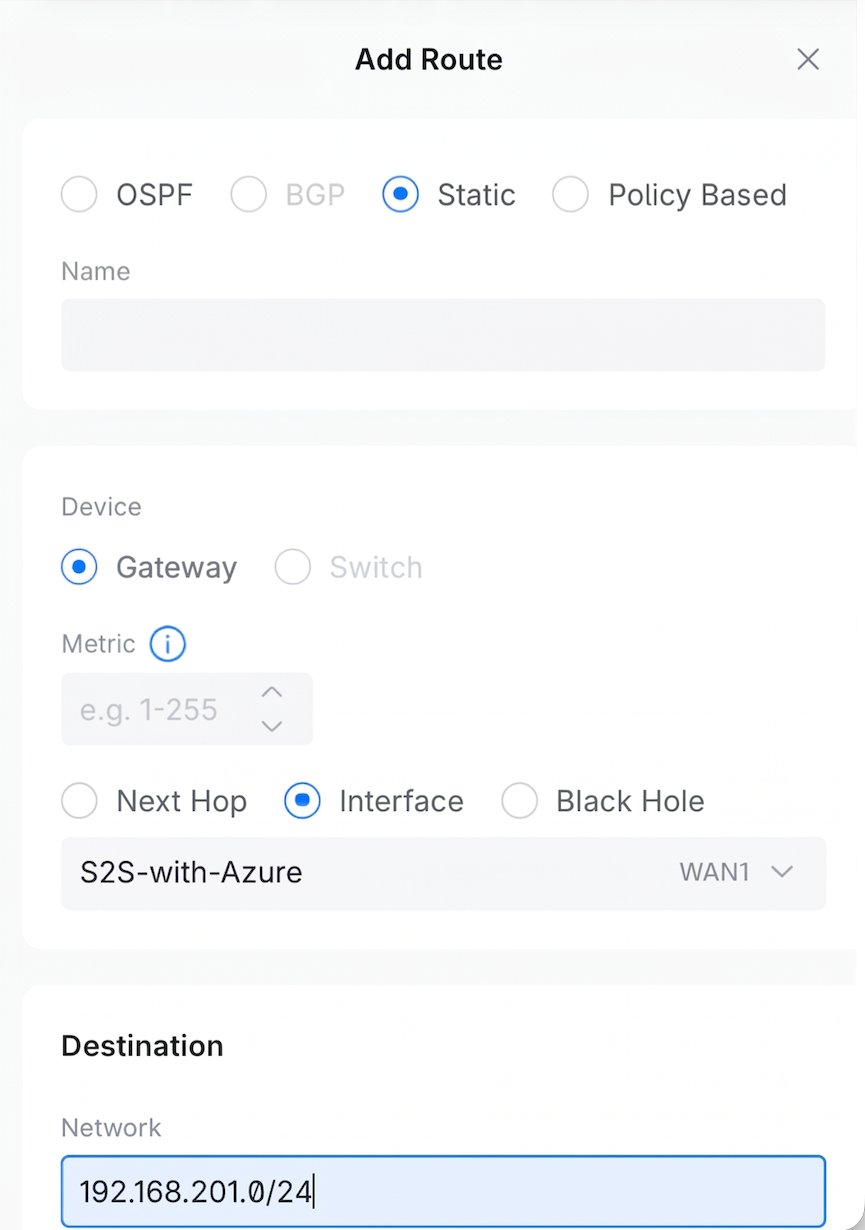 Add Route
OSPF BGP Static Policy Based
Name
Device
Gateway Switch
Metric
e.g. 1-255
Next Hop Interface Black Hole
S2S-with-Azure WAN1
Destination
Network
192.168.201.0/24